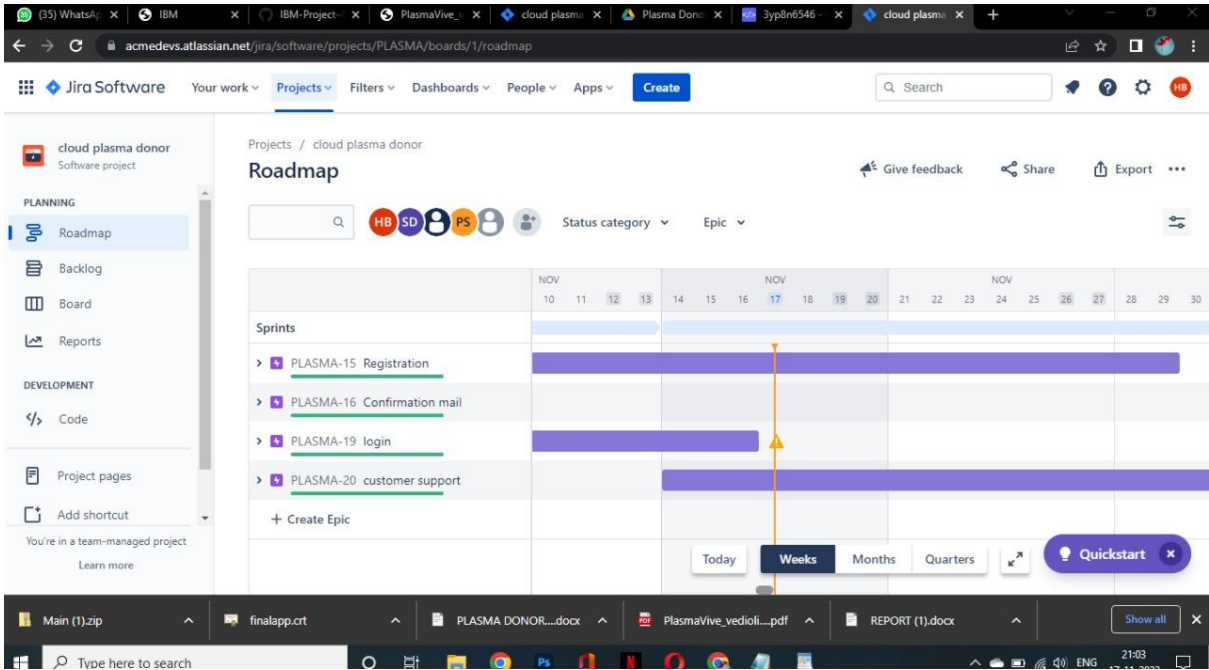 (35) WhatsAp
IBM
IBM-Project-
PlasmaVive_v
cloud plasma
Plasma Dono
3yp8n6546 -
cloud plasma
acmedevs.atlassian.net/jira/software/projects/PLASMA/boards/1/roadmap
Jira Software Your work Projects Filters Dashboards People Apps Create Search HB
cloud plasma donor
Software project
PLANNING
Roadmap
Backlog
Board
Reports
DEVELOPMENT
Code
Project pages
Add shortcut
You're in a team-managed project
Learn more
Projects / cloud plasma donor
Roadmap
Give feedback Share Export
HB SD PS Status category Epic
NOV NOV NOV
10 11 12 13 14 15 16 17 18 19 20 21 22 23 24 25 26 27 28 29 30
Sprints
PLASMA-15 Registration
PLASMA-16 Confirmation mail
PLASMA-19 login
PLASMA-20 customer support
+ Create Epic
Today Weeks Months Quarters Quickstart
Main (1).zip finalapp.crt PLASMA DONOR....docx PlasmaVive_vedioli....pdf REPORT (1).docx Show all
Type here to search Ps ENG 21:03
17-11-2022